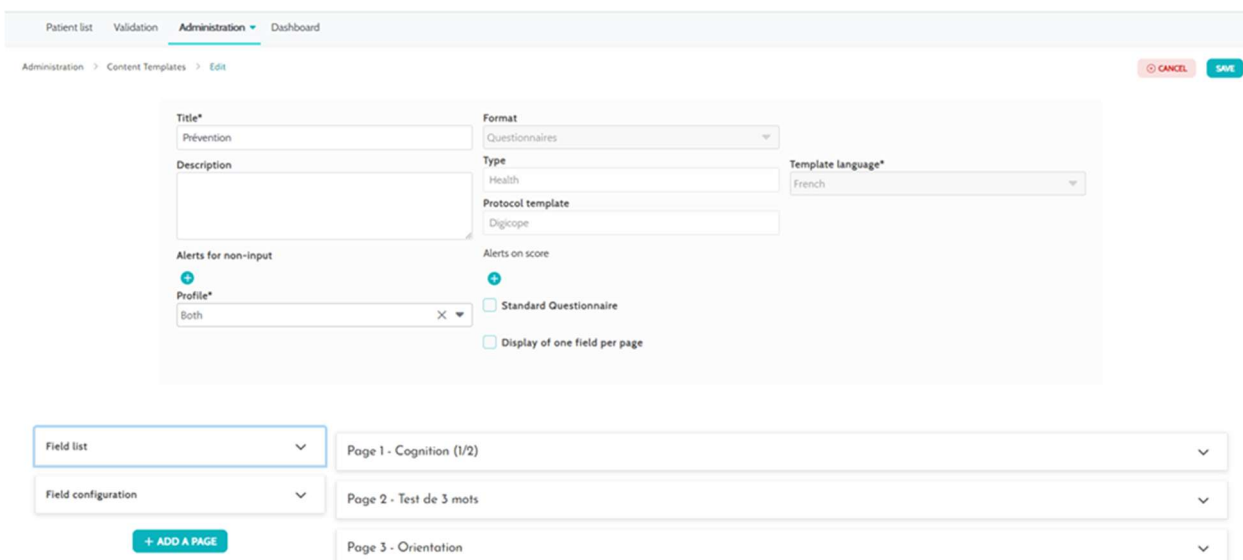 Patient list Validation Administration Dashboard
Administration > Content Templates > Edit
CANCEL SAVE
Title*
Prévention
Format
Questionnaires
Description
Type
Health
Template language*
French
Protocol template
Digicope
Alerts for non-input
Alerts on score
Profile*
Both
Standard Questionnaire
Display of one field per page
Field list
Page 1 - Cognition (1/2)
Field configuration
Page 2 - Test de 3 mots
+ ADD A PAGE
Page 3 - Orientation